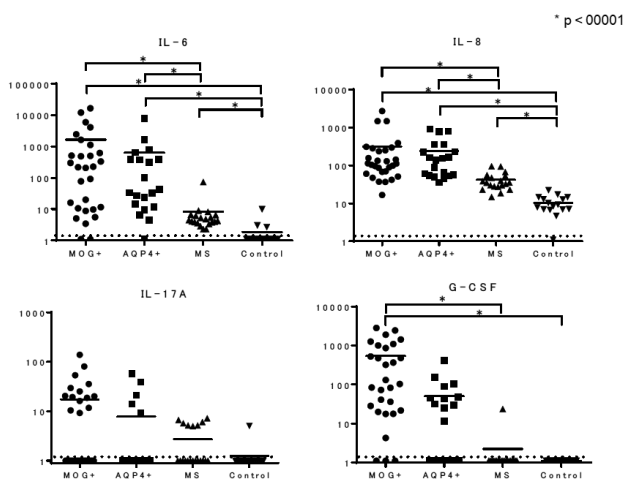 * p < 00001
IL-6
* * * * *
100000
10000
1000
100
10
1
MOG+ AQP4+ MS Control
IL-8
* * * * *
10000
1000
100
10
1
MOG+ AQP4+ MS Control
IL-17A
1000
100
10
1
MOG+ AQP4+ MS Control
G-CSF
* *
10000
1000
100
10
1
MOG+ AQP4+ MS Control